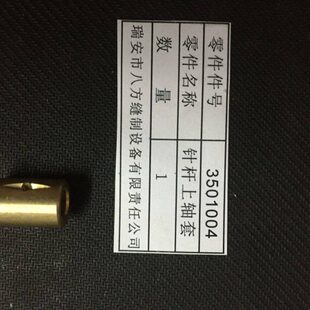 零件件号 3501004
零件名称 针杆上轴套
数量 1
瑞安市八方缝制设备有限责任公司